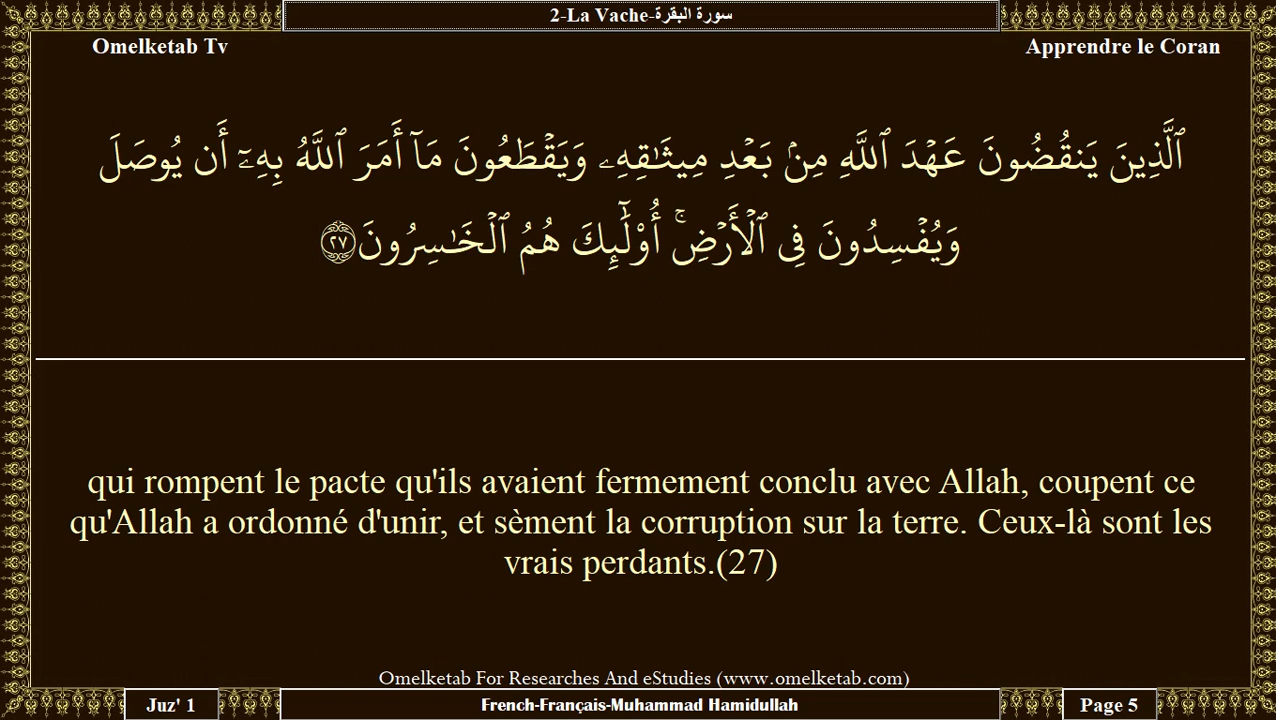 2-La Vache-سورة البقرة
Omelketab Tv
Apprendre le Coran
ٱلَّذِينَ يَنقُضُونَ عَهْدَ ٱللَّهِ مِنۢ بَعْدِ مِيثَـٰقِهِۦ وَيَقْطَعُونَ مَآ أَمَرَ ٱللَّهُ بِهِۦٓ أَن يُوصَلَ
وَيُفْسِدُونَ فِى ٱلْأَرْضِ ۚ أُو۟لَـٰٓئِكَ هُمُ ٱلْخَـٰسِرُونَ ٢٧
qui rompent le pacte qu'ils avaient fermement conclu avec Allah, coupent ce
qu'Allah a ordonné d'unir, et sèment la corruption sur la terre. Ceux-là sont les
vrais perdants.(27)
Omelketab For Researches And eStudies (www.omelketab.com)
Juz' 1
French-Français-Muhammad Hamidullah
Page 5